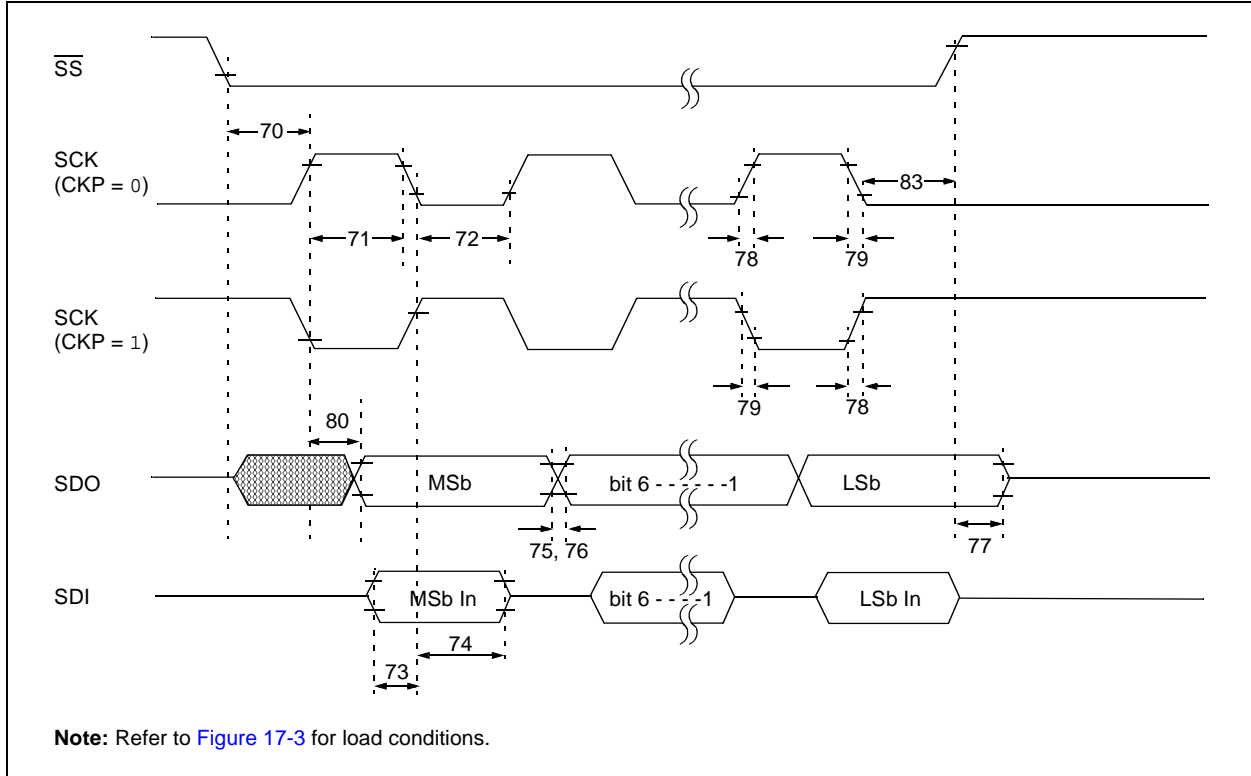 SS
70
SCK
(CKP = 0)
83
71
72
78
79
SCK
(CKP = 1)
79
78
80
SDO
MSb
bit 6 - - - - - - -1
LSb
75, 76
77
SDI
MSb In
bit 6 - - - -1
LSb In
74
73
Note: Refer to Figure 17-3 for load conditions.